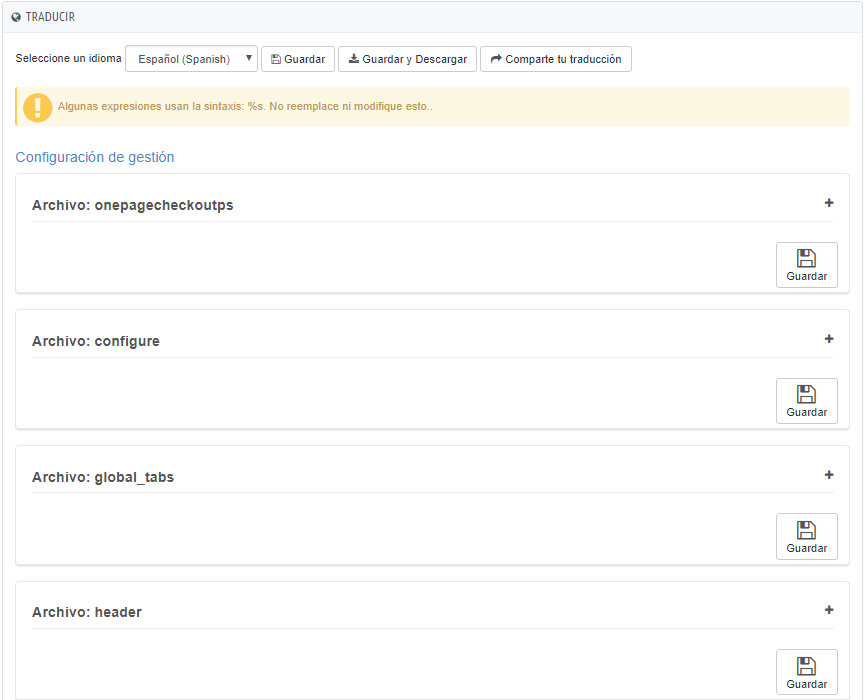 TRADUCIR
Seleccione un idioma Español (Spanish) Guardar Guardar y Descargar Comparte tu traducción
Algunas expresiones usan la sintaxis: %s. No reemplace ni modifique esto..
Configuración de gestión
Archivo: onepagecheckoutps +
Guardar
Archivo: configure +
Guardar
Archivo: global_tabs +
Guardar
Archivo: header +
Guardar